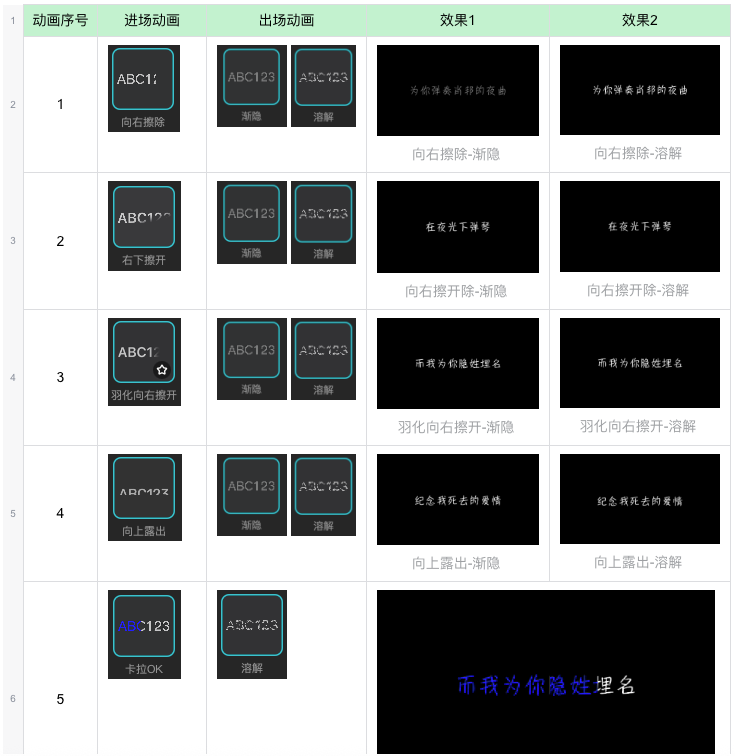 1 动画序号 进场动画 出场动画 效果1 效果2
2 1 ABC12 ABC123 ABC123 为你弹奏肖邦的夜曲 为你弹奏肖邦的夜曲
向右擦除 渐隐 溶解 向右擦除-渐隐 向右擦除-溶解
3 2 ABC123 ABC123 ABC123 在夜光下弹琴 在夜光下弹琴
右下擦开 渐隐 溶解 向右擦开除-渐隐 向右擦开除-溶解
4 3 ABC12 ABC123 ABC123 而我为你隐姓埋名 而我为你隐姓埋名
羽化向右擦开 渐隐 溶解 羽化向右擦开-渐隐 羽化向右擦开-溶解
5 4 ABC123 ABC123 ABC123 纪念我死去的爱情 纪念我死去的爱情
向上露出 渐隐 溶解 向上露出-渐隐 向上露出-溶解
6 5 ABC123 ABC123 而我为你隐姓埋名
卡拉OK 溶解